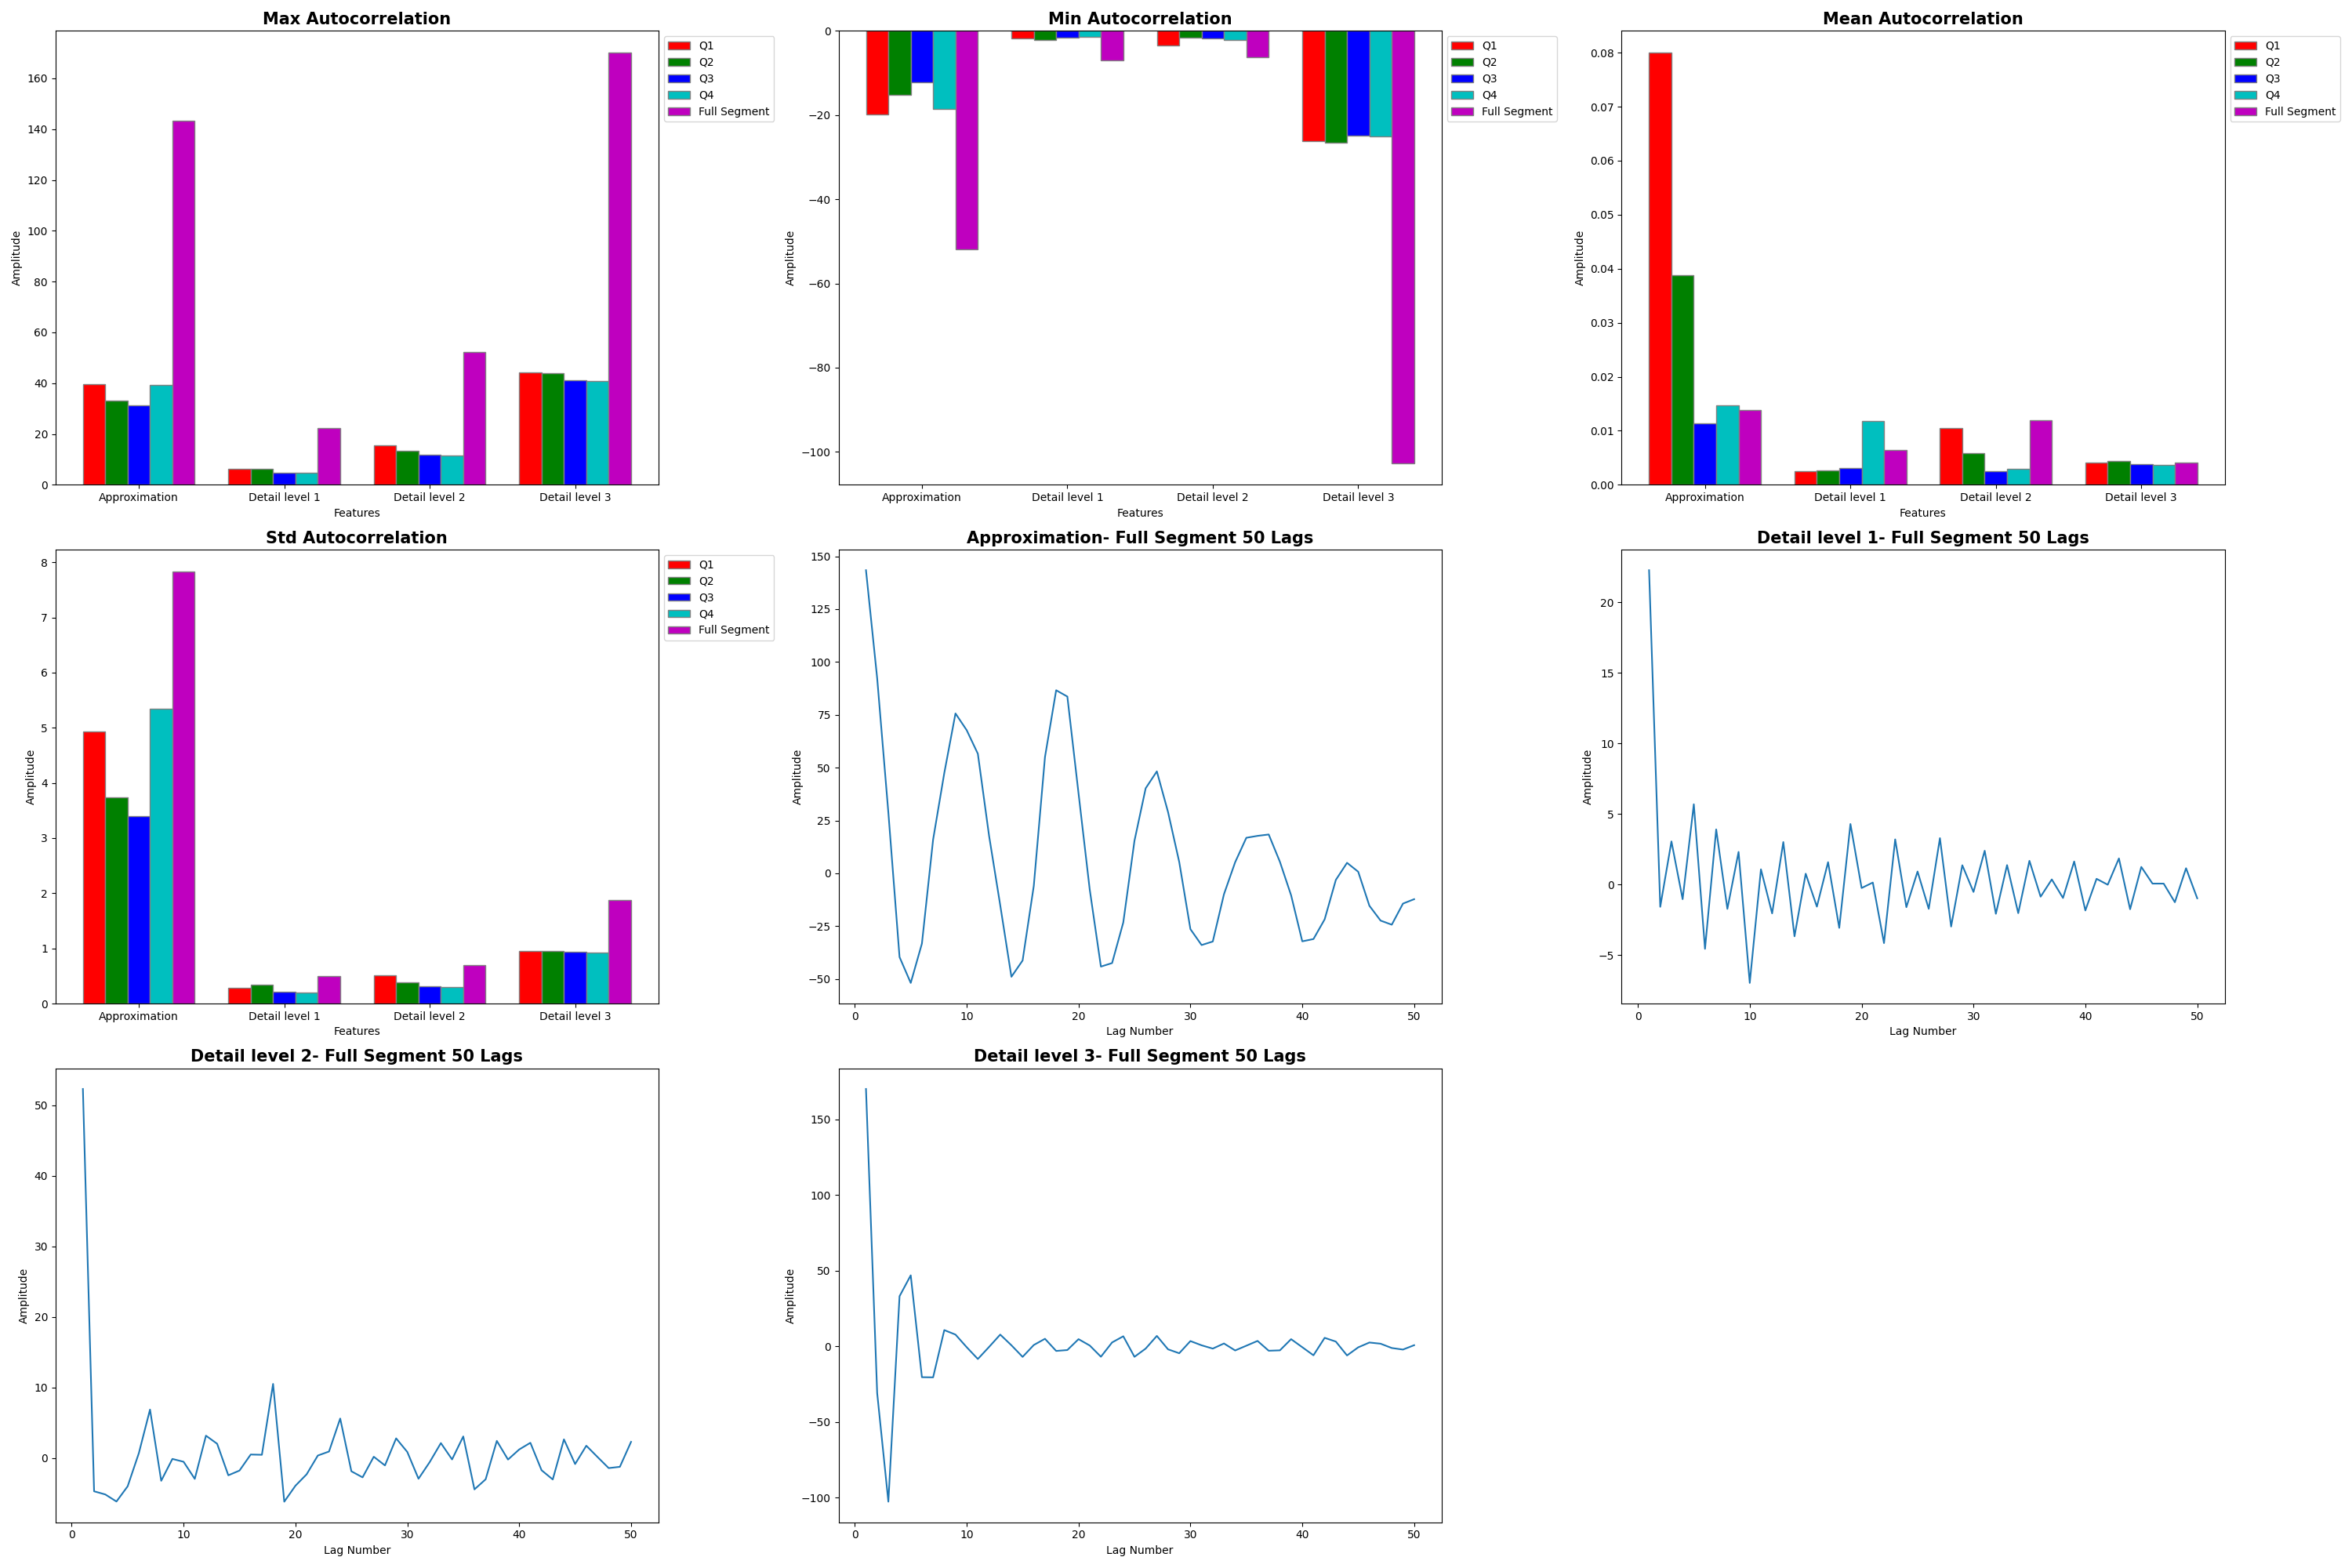 Max Autocorrelation
Amplitude
160
140
120
100
80
60
40
20
0
Approximation Detail level 1 Detail level 2 Detail level 3
Features
Q1
Q2
Q3
Q4
Full Segment
Min Autocorrelation
Amplitude
0
−20
−40
−60
−80
−100
Approximation Detail level 1 Detail level 2 Detail level 3
Features
Q1
Q2
Q3
Q4
Full Segment
Mean Autocorrelation
Amplitude
0.08
0.07
0.06
0.05
0.04
0.03
0.02
0.01
0.00
Approximation Detail level 1 Detail level 2 Detail level 3
Features
Q1
Q2
Q3
Q4
Full Segment
Std Autocorrelation
Amplitude
8
7
6
5
4
3
2
1
0
Approximation Detail level 1 Detail level 2 Detail level 3
Features
Q1
Q2
Q3
Q4
Full Segment
Approximation- Full Segment 50 Lags
Amplitude
150
125
100
75
50
25
0
−25
−50
0 10 20 30 40 50
Lag Number
Detail level 1- Full Segment 50 Lags
Amplitude
20
15
10
5
0
−5
0 10 20 30 40 50
Lag Number
Detail level 2- Full Segment 50 Lags
Amplitude
50
40
30
20
10
0
0 10 20 30 40 50
Lag Number
Detail level 3- Full Segment 50 Lags
Amplitude
150
100
50
0
−50
−100
0 10 20 30 40 50
Lag Number